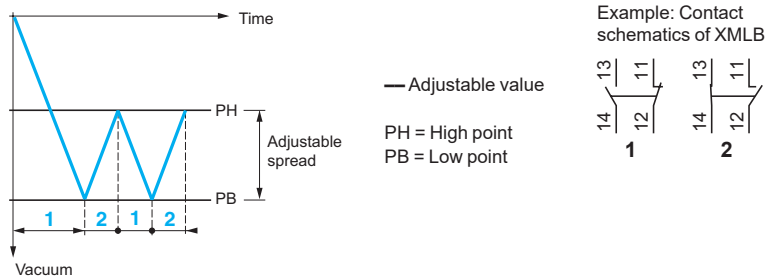 Time
PH
Adjustable
spread
PB
1 2 1 2
Vacuum
Adjustable value
PH = High point
PB = Low point
Example: Contact
schematics of XMLB
13 11
14 12
1
13 11
14 12
2